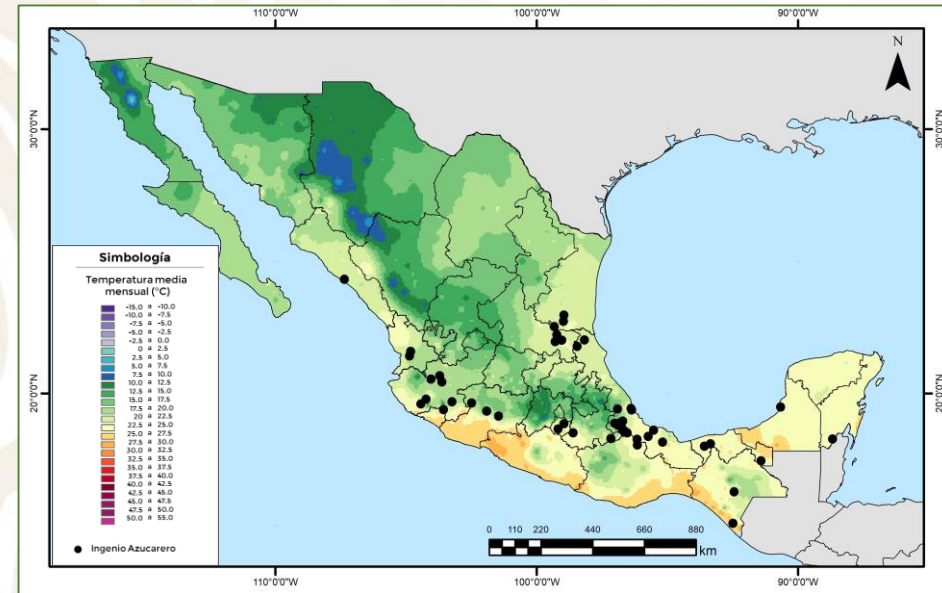 110°0'0"W
100°0'0"W
90°0'0"W
N
30°0'0"N
30°0'0"N
20°0'0"N
20°0'0"N
Simbología
Temperatura media
mensual (°C)
-15.0 a -10.0
-10.0 a -7.5
-7.5 a -5.0
-5.0 a -2.5
-2.5 a 0.0
0 a 2.5
2.5 a 5.0
5.0 a 7.5
7.5 a 10.0
10.0 a 12.5
12.5 a 15.0
15.0 a 17.5
17.5 a 20.0
20 a 22.5
22.5 a 25.0
25.0 a 27.5
27.5 a 30.0
30.0 a 32.5
32.5 a 35.0
35.0 a 37.5
37.5 a 40.0
40.0 a 42.5
42.5 a 45.0
45.0 a 47.5
47.5 a 50.0
50.0 a 55.0
Ingenio Azucarero
0 110 220 440 660 880
km
110°0'0"W
100°0'0"W
90°0'0"W